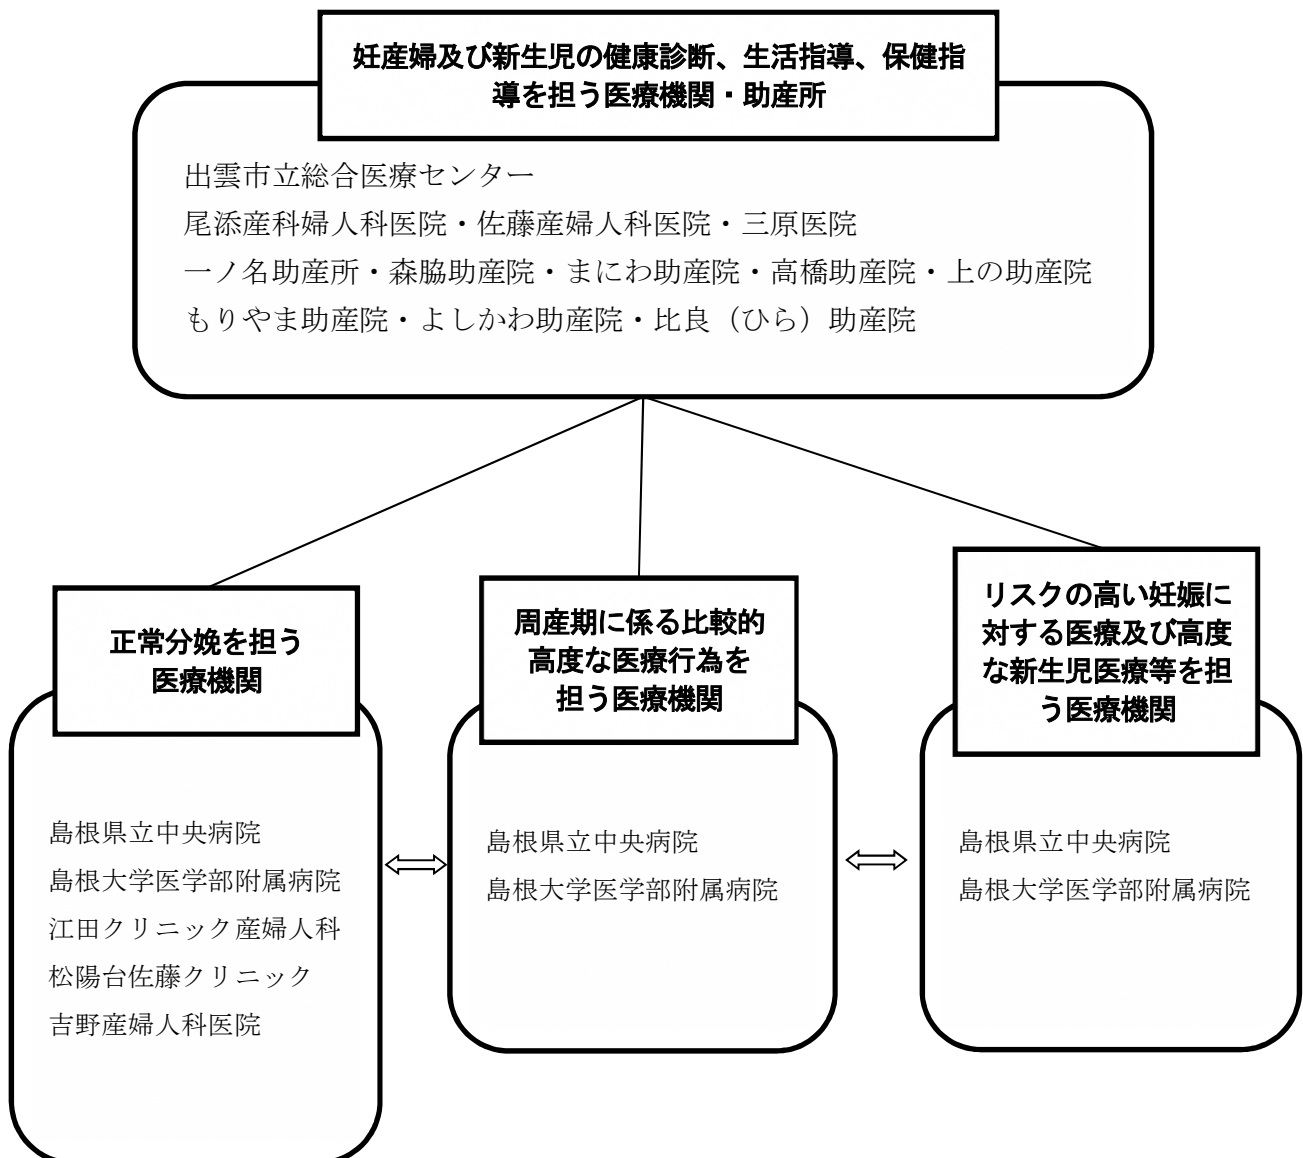 妊産婦及び新生児の健康診断、生活指導、保健指
導を担う医療機関・助産所
出雲市立総合医療センター
尾添産科婦人科医院・佐藤産婦人科医院・三原医院
一ノ名助産所・森脇助産院・まにわ助産院・高橋助産院・上の助産院
もりやま助産院・よしかわ助産院・比良（ひら）助産院
正常分娩を担う
医療機関
島根県立中央病院
島根大学医学部附属病院
江田クリニック産婦人科
松陽台佐藤クリニック
吉野産婦人科医院
周産期に係る比較的
高度な医療行為を
担う医療機関
島根県立中央病院
島根大学医学部附属病院
リスクの高い妊娠に
対する医療及び高度
な新生児医療等を担
う医療機関
島根県立中央病院
島根大学医学部附属病院